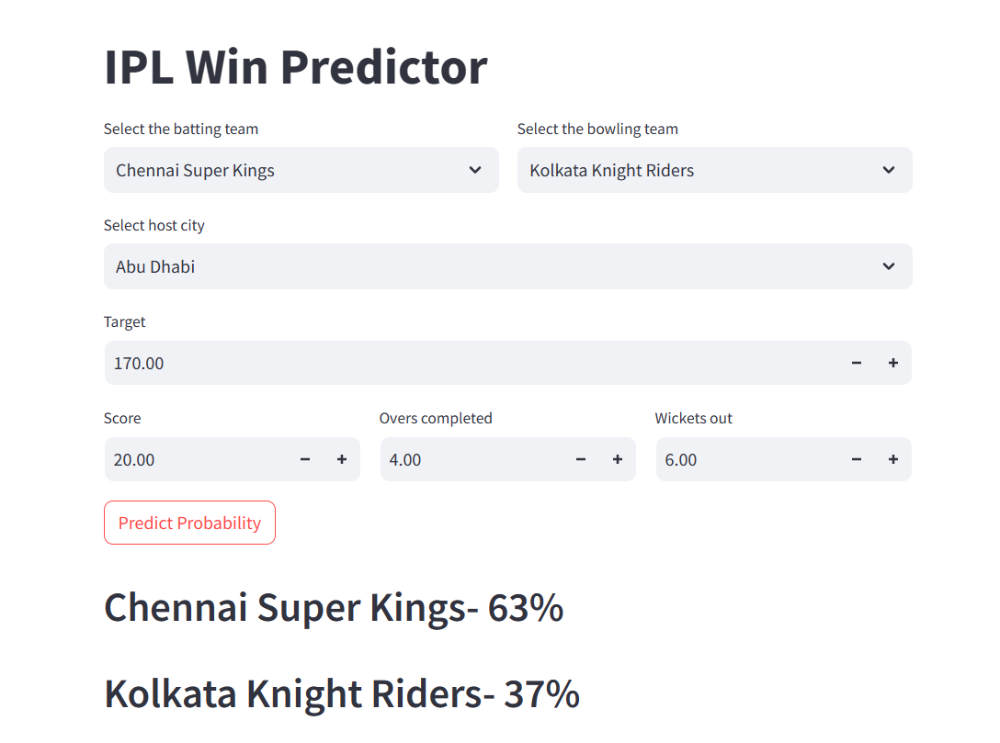 IPL Win Predictor
Select the batting team
Select the bowling team
Chennai Super Kings
Kolkata Knight Riders
Select host city
Abu Dhabi
Target
170.00
Score
Overs completed
Wickets out
20.00
4.00
6.00
Predict Probability
Chennai Super Kings- 63%
Kolkata Knight Riders- 37%